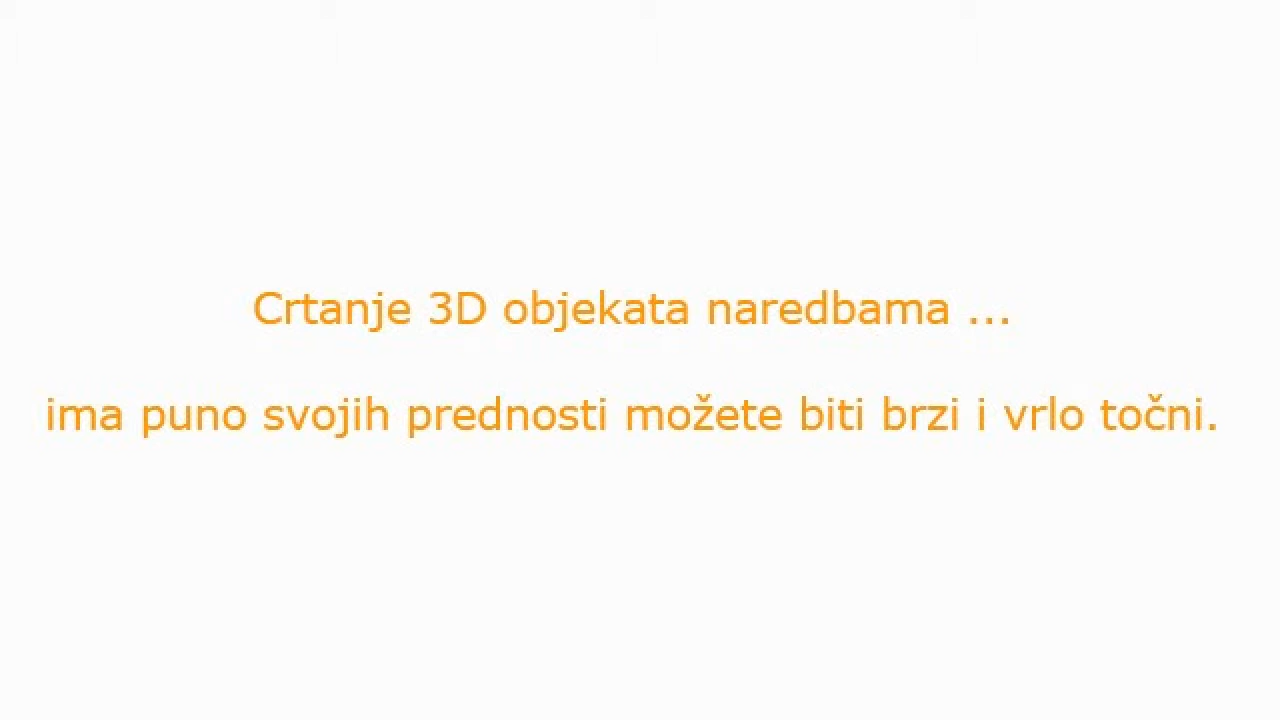 Crtanje 3D objekata naredbama ...
ima puno svojih prednosti možete biti brzi i vrlo točni.